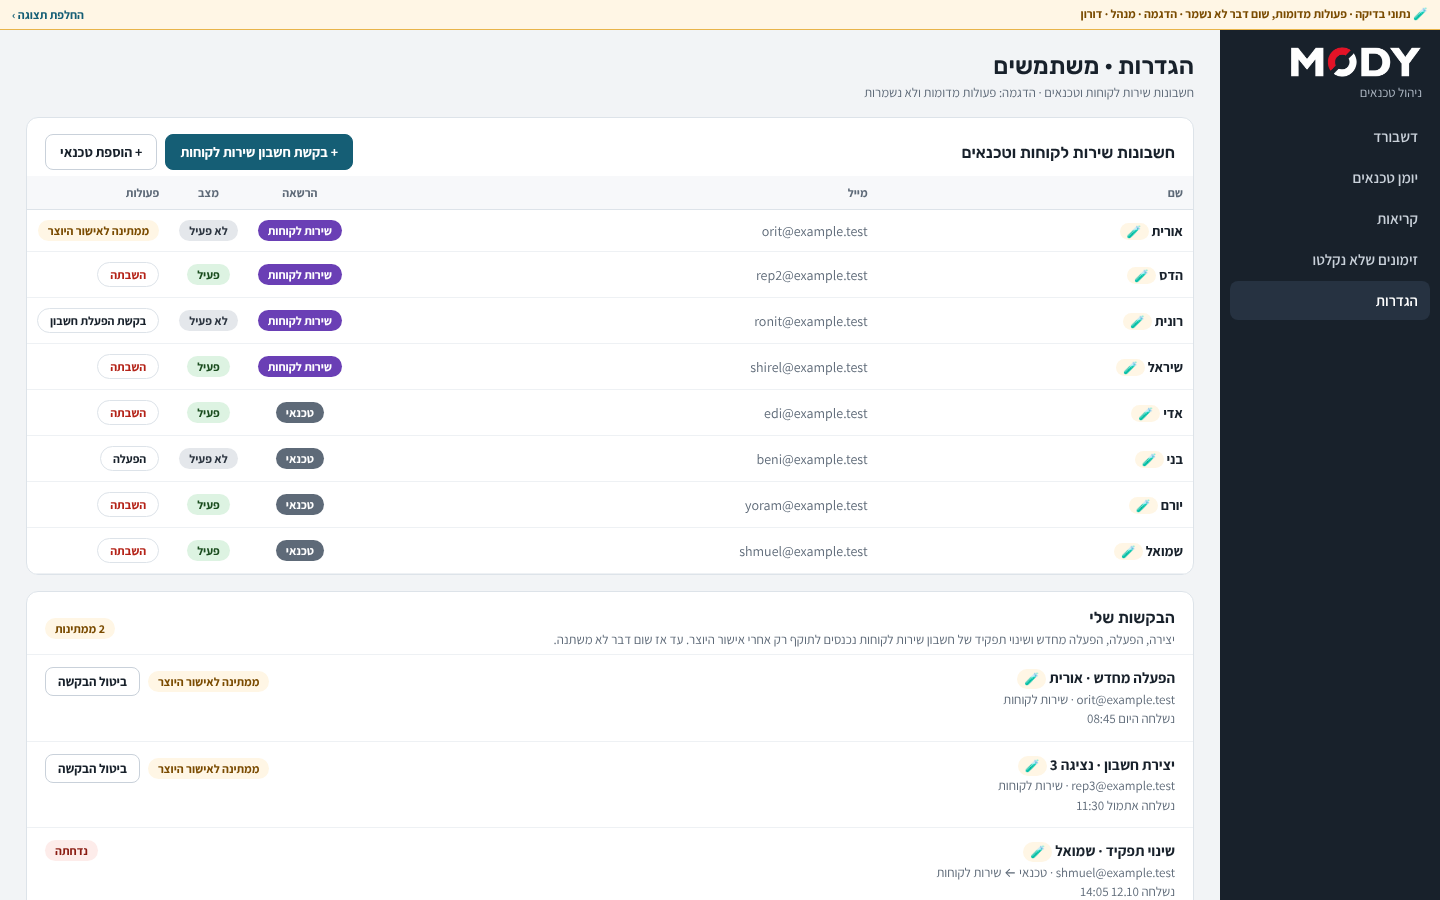 נתוני בדיקה · פעולות מדומות, שום דבר לא נשמר · הדגמה · מנהל · דורון
החלפת תצוגה ›
MODY
ניהול טכנאים
דשבורד
יומן טכנאים
קריאות
זימונים שלא נקלטו
הגדרות
הגדרות • משתמשים
חשבונות שירות לקוחות וטכנאים · הדגמה: פעולות מדומות ולא נשמרות
חשבונות שירות לקוחות וטכנאים
+ בקשת חשבון שירות לקוחות
+ הוספת טכנאי
שם מייל הרשאה מצב פעולות
אורית orit@example.test שירות לקוחות לא פעיל ממתינה לאישור היוצר
הדס rep2@example.test שירות לקוחות פעיל השבתה
רונית ronit@example.test שירות לקוחות לא פעיל בקשת הפעלת חשבון
שיראל shirel@example.test שירות לקוחות פעיל השבתה
אדי edi@example.test טכנאי פעיל השבתה
בני beni@example.test טכנאי לא פעיל הפעלה
יורם yoram@example.test טכנאי פעיל השבתה
שמואל shmuel@example.test טכנאי פעיל השבתה
הבקשות שלי
2 ממתינות
יצירה, הפעלה, הפעלה מחדש ושינוי תפקיד של חשבון שירות לקוחות נכנסים לתוקף רק אחרי אישור היוצר. עד אז שום דבר לא משתנה.
הפעלה מחדש · אורית
ממתינה לאישור היוצר
ביטול הבקשה
orit@example.test · שירות לקוחות
נשלחה היום 08:45
יצירת חשבון · נציגה 3
ממתינה לאישור היוצר
ביטול הבקשה
rep3@example.test · שירות לקוחות
נשלחה אתמול 11:30
שינוי תפקיד · שמואל
נדחתה
shmuel@example.test · טכנאי ← שירות לקוחות
נשלחה 12.10 14:05